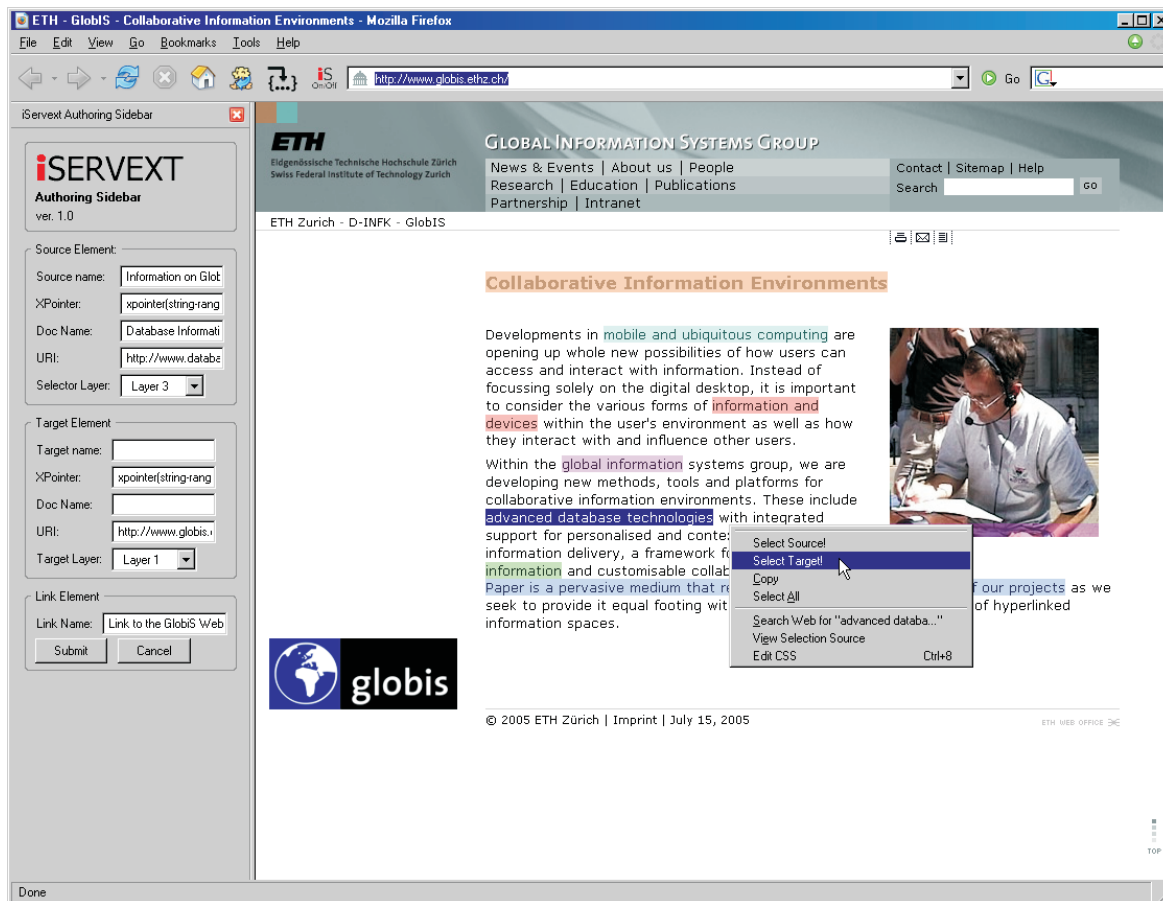 ETH - GlobIS - Collaborative Information Environments - Mozilla Firefox
File Edit View Go Bookmarks Tools Help
iS On/Off http://www.globis.ethz.ch/ Go G
iServext Authoring Sidebar
iSERVEXT
Authoring Sidebar
ver. 1.0
Source Element:
Source name: Information on Glob
XPointer: xpointer(string-rang
Doc Name: Database Informati
URI: http://www.databa
Selector Layer: Layer 3
Target Element
Target name:
XPointer: xpointer(string-rang
Doc Name:
URI: http://www.globis.
Target Layer: Layer 1
Link Element
Link Name: Link to the GlobiS Web
Submit Cancel
ETH
Eidgenössische Technische Hochschule Zürich
Swiss Federal Institute of Technology Zurich
GLOBAL INFORMATION SYSTEMS GROUP
News & Events | About us | People
Research | Education | Publications
Partnership | Intranet
Contact | Sitemap | Help
Search GO
ETH Zurich - D-INFK - GlobIS
Collaborative Information Environments
Developments in mobile and ubiquitous computing are
opening up whole new possibilities of how users can
access and interact with information. Instead of
focussing solely on the digital desktop, it is important
to consider the various forms of information and
devices within the user's environment as well as how
they interact with and influence other users.
Within the global information systems group, we are
developing new methods, tools and platforms for
collaborative information environments. These include
advanced database technologies with integrated
support for personalised and conte
information delivery, a framework f
information and customisable collab
Paper is a pervasive medium that re f our projects as we
seek to provide it equal footing wit of hyperlinked
information spaces.
Select Source!
Select Target!
Copy
Select All
Search Web for "advanced databa..."
View Selection Source
Edit CSS Ctrl+8
globis
© 2005 ETH Zürich | Imprint | July 15, 2005
ETH WEB OFFICE
TOP
Done